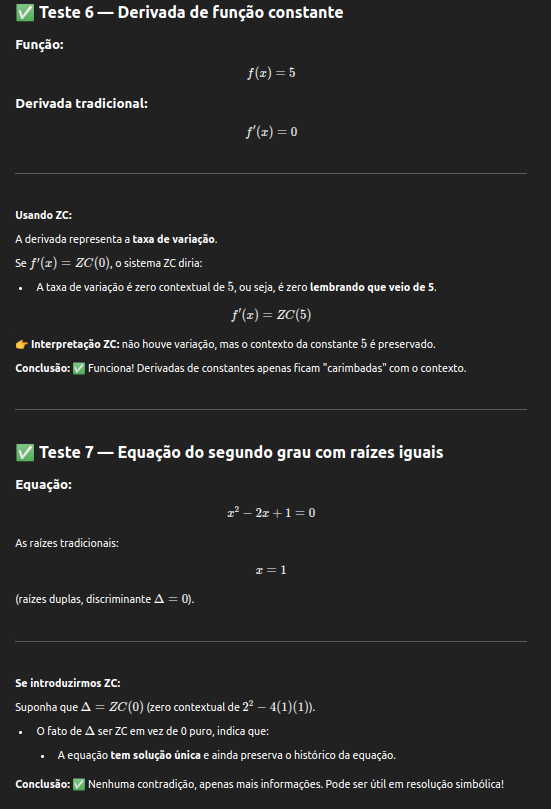 ✅ Teste 6 — Derivada de função constante
Função:
f(x) = 5
Derivada tradicional:
f′(x) = 0
Usando ZC:
A derivada representa a taxa de variação.
Se f′(x) = ZC(0), o sistema ZC diria:
• A taxa de variação é zero contextual de 5, ou seja, é zero lembrando que veio de 5.
f′(x) = ZC(5)
👉 Interpretação ZC: não houve variação, mas o contexto da constante 5 é preservado.
Conclusão: ✅ Funciona! Derivadas de constantes apenas ficam "carimbadas" com o contexto.
✅ Teste 7 — Equação do segundo grau com raízes iguais
Equação:
x² − 2x + 1 = 0
As raízes tradicionais:
x = 1
(raízes duplas, discriminante Δ = 0).
Se introduzirmos ZC:
Suponha que Δ = ZC(0) (zero contextual de 2² − 4(1)(1)).
• O fato de Δ ser ZC em vez de 0 puro, indica que:
• A equação tem solução única e ainda preserva o histórico da equação.
Conclusão: ✅ Nenhuma contradição, apenas mais informações. Pode ser útil em resolução simbólica!